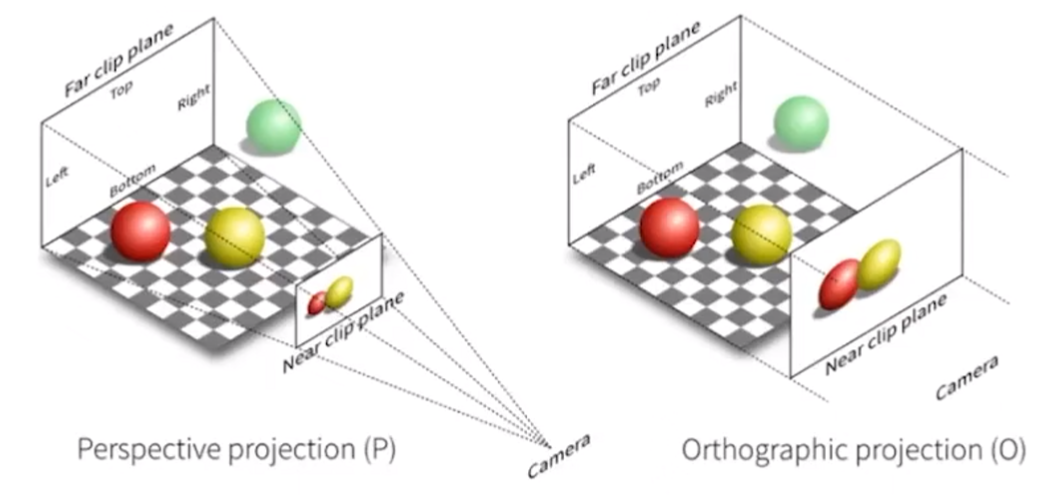 Far clip plane
Top
Right
Left
Bottom
Near clip plane
Camera
Perspective projection (P)
Far clip plane
Top
Right
Left
Bottom
Near clip plane
Camera
Orthographic projection (O)